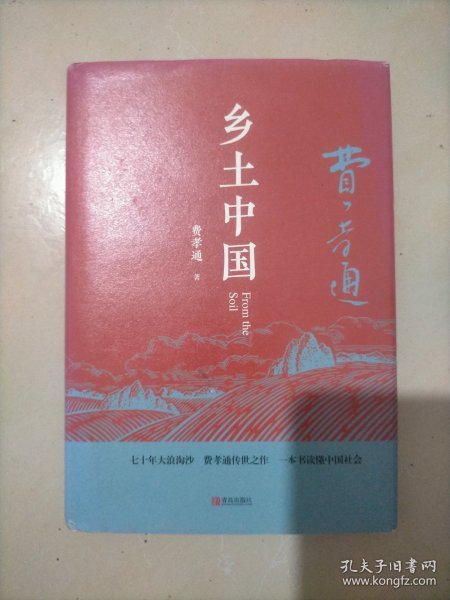 乡土中国
费孝通 著
From the
Soil
费孝通
七十年大浪淘沙 费孝通传世之作 一本书读懂中国社会
青岛出版社
孔夫子旧书网
www.kongfz.com